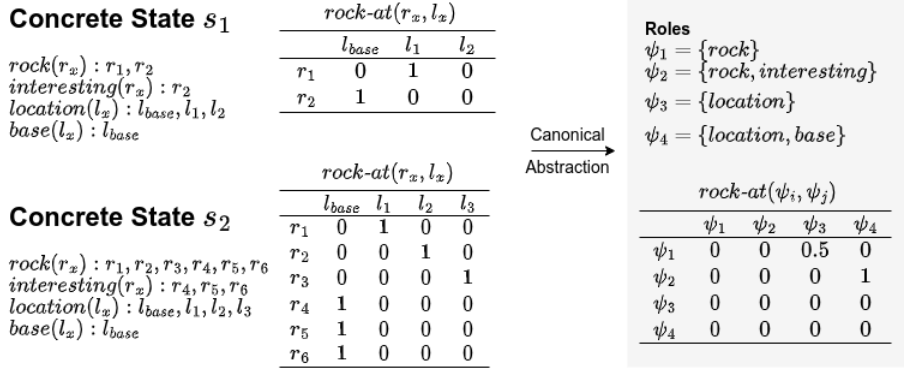 Concrete State s₁
rock(rₓ) : r₁, r₂
interesting(rₓ) : r₂
location(lₓ) : l_base, l₁, l₂
base(lₓ) : l_base
rock-at(rₓ, lₓ)
l_base l₁ l₂
r₁ 0 1 0
r₂ 1 0 0
Concrete State s₂
rock(rₓ) : r₁, r₂, r₃, r₄, r₅, r₆
interesting(rₓ) : r₄, r₅, r₆
location(lₓ) : l_base, l₁, l₂, l₃
base(lₓ) : l_base
rock-at(rₓ, lₓ)
l_base l₁ l₂ l₃
r₁ 0 1 0 0
r₂ 0 0 1 0
r₃ 0 0 0 1
r₄ 1 0 0 0
r₅ 1 0 0 0
r₆ 1 0 0 0
Canonical
Abstraction
Roles
ψ₁ = {rock}
ψ₂ = {rock, interesting}
ψ₃ = {location}
ψ₄ = {location, base}
rock-at(ψᵢ, ψⱼ)
ψ₁ ψ₂ ψ₃ ψ₄
ψ₁ 0 0 0.5 0
ψ₂ 0 0 0 1
ψ₃ 0 0 0 0
ψ₄ 0 0 0 0